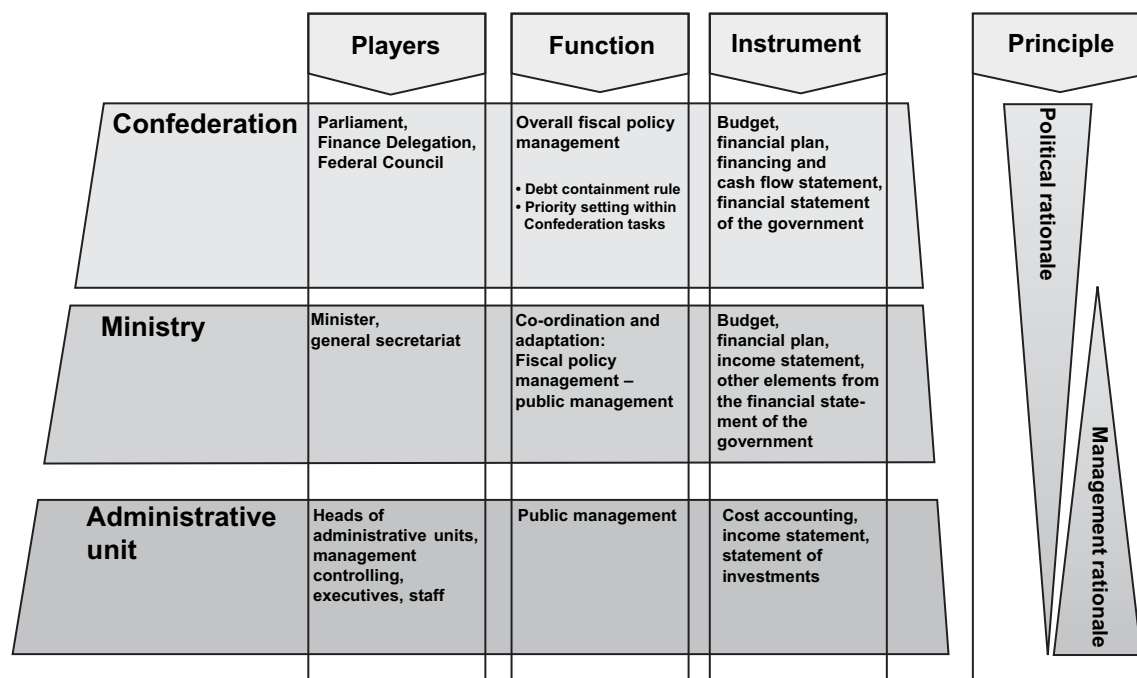 Players
Function
Instrument
Principle
Confederation
Parliament,
Finance Delegation,
Federal Council
Overall fiscal policy
management
• Debt containment rule
• Priority setting within
Confederation tasks
Budget,
financial plan,
financing and
cash flow statement,
financial statement
of the government
Ministry
Minister,
general secretariat
Co-ordination and
adaptation:
Fiscal policy
management –
public management
Budget,
financial plan,
income statement,
other elements from
the financial state-
ment of the
government
Administrative
unit
Heads of
administrative units,
management
controlling,
executives, staff
Public management
Cost accounting,
income statement,
statement of
investments
Political rationale
Management rationale